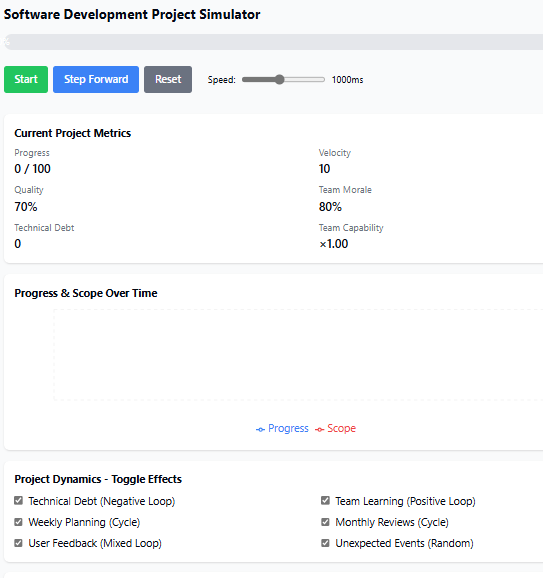 Software Development Project Simulator
Start Step Forward Reset Speed: 1000ms
Current Project Metrics
Progress Velocity
0 / 100 10
Quality Team Morale
70% 80%
Technical Debt Team Capability
0 ×1.00
Progress & Scope Over Time
Progress Scope
Project Dynamics - Toggle Effects
Technical Debt (Negative Loop) Team Learning (Positive Loop)
Weekly Planning (Cycle) Monthly Reviews (Cycle)
User Feedback (Mixed Loop) Unexpected Events (Random)